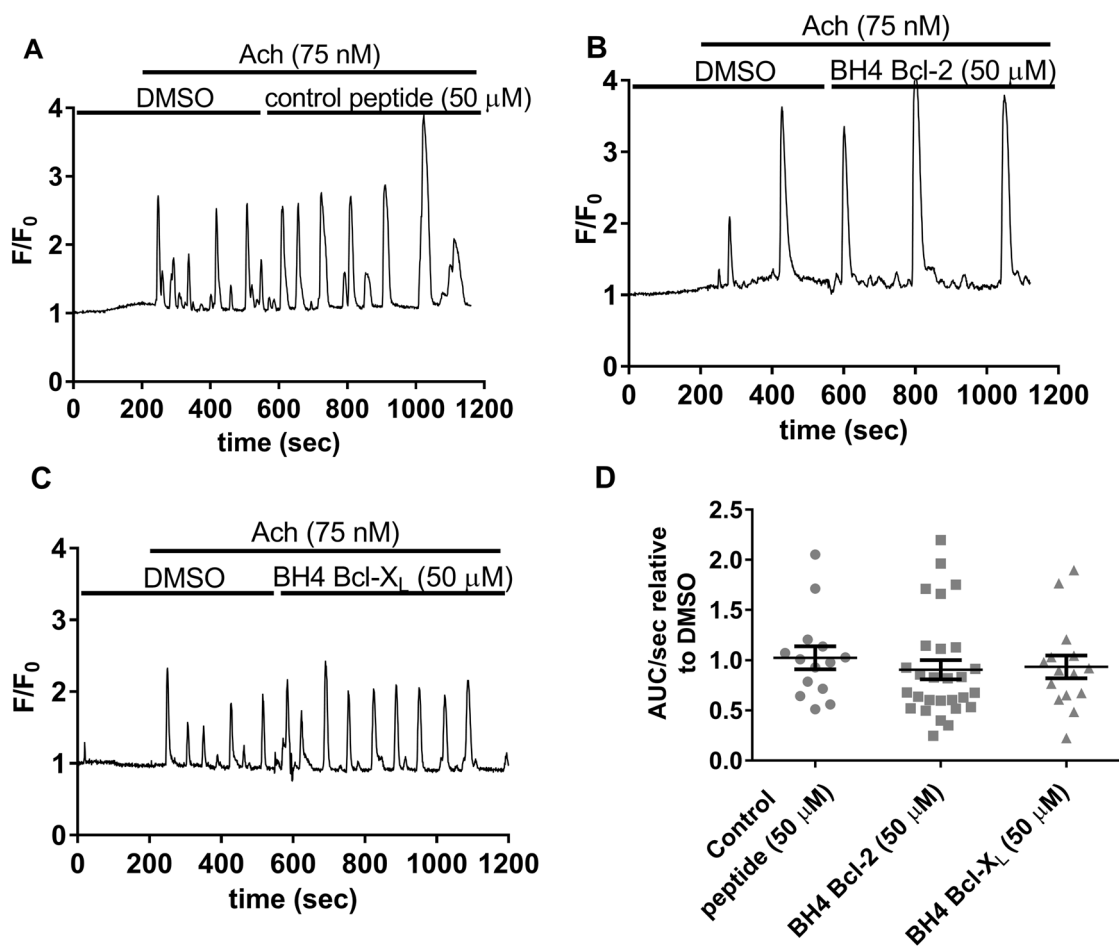 A
Ach (75 nM)
DMSO
control peptide (50 μM)
4
3
2
1
0
F/F0
0 200 400 600 800 1000 1200
time (sec)
B
Ach (75 nM)
DMSO
BH4 Bcl-2 (50 μM)
4
3
2
1
0
F/F0
0 200 400 600 800 1000 1200
time (sec)
C
Ach (75 nM)
DMSO
BH4 Bcl-XL (50 μM)
4
3
2
1
0
F/F0
0 200 400 600 800 1000 1200
time (sec)
D
AUC/sec relative
to DMSO
2.5
2.0
1.5
1.0
0.5
0.0
Control
peptide (50 μM)
BH4 Bcl-2 (50 μM)
BH4 Bcl-XL (50 μM)